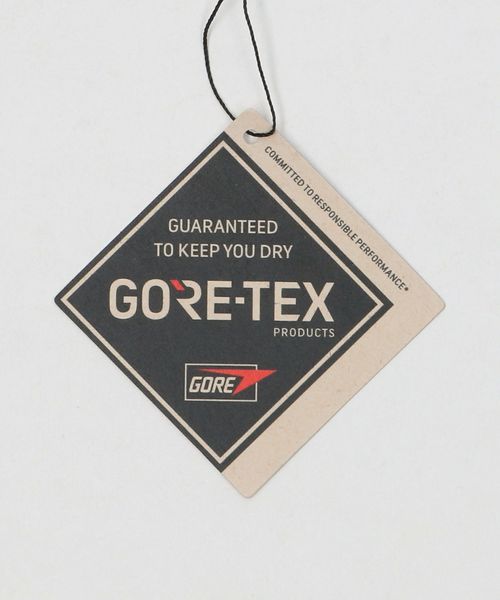 COMMITTED TO RESPONSIBLE PERFORMANCE*
GUARANTEED
TO KEEP YOU DRY
GORE-TEX
PRODUCTS
GORE